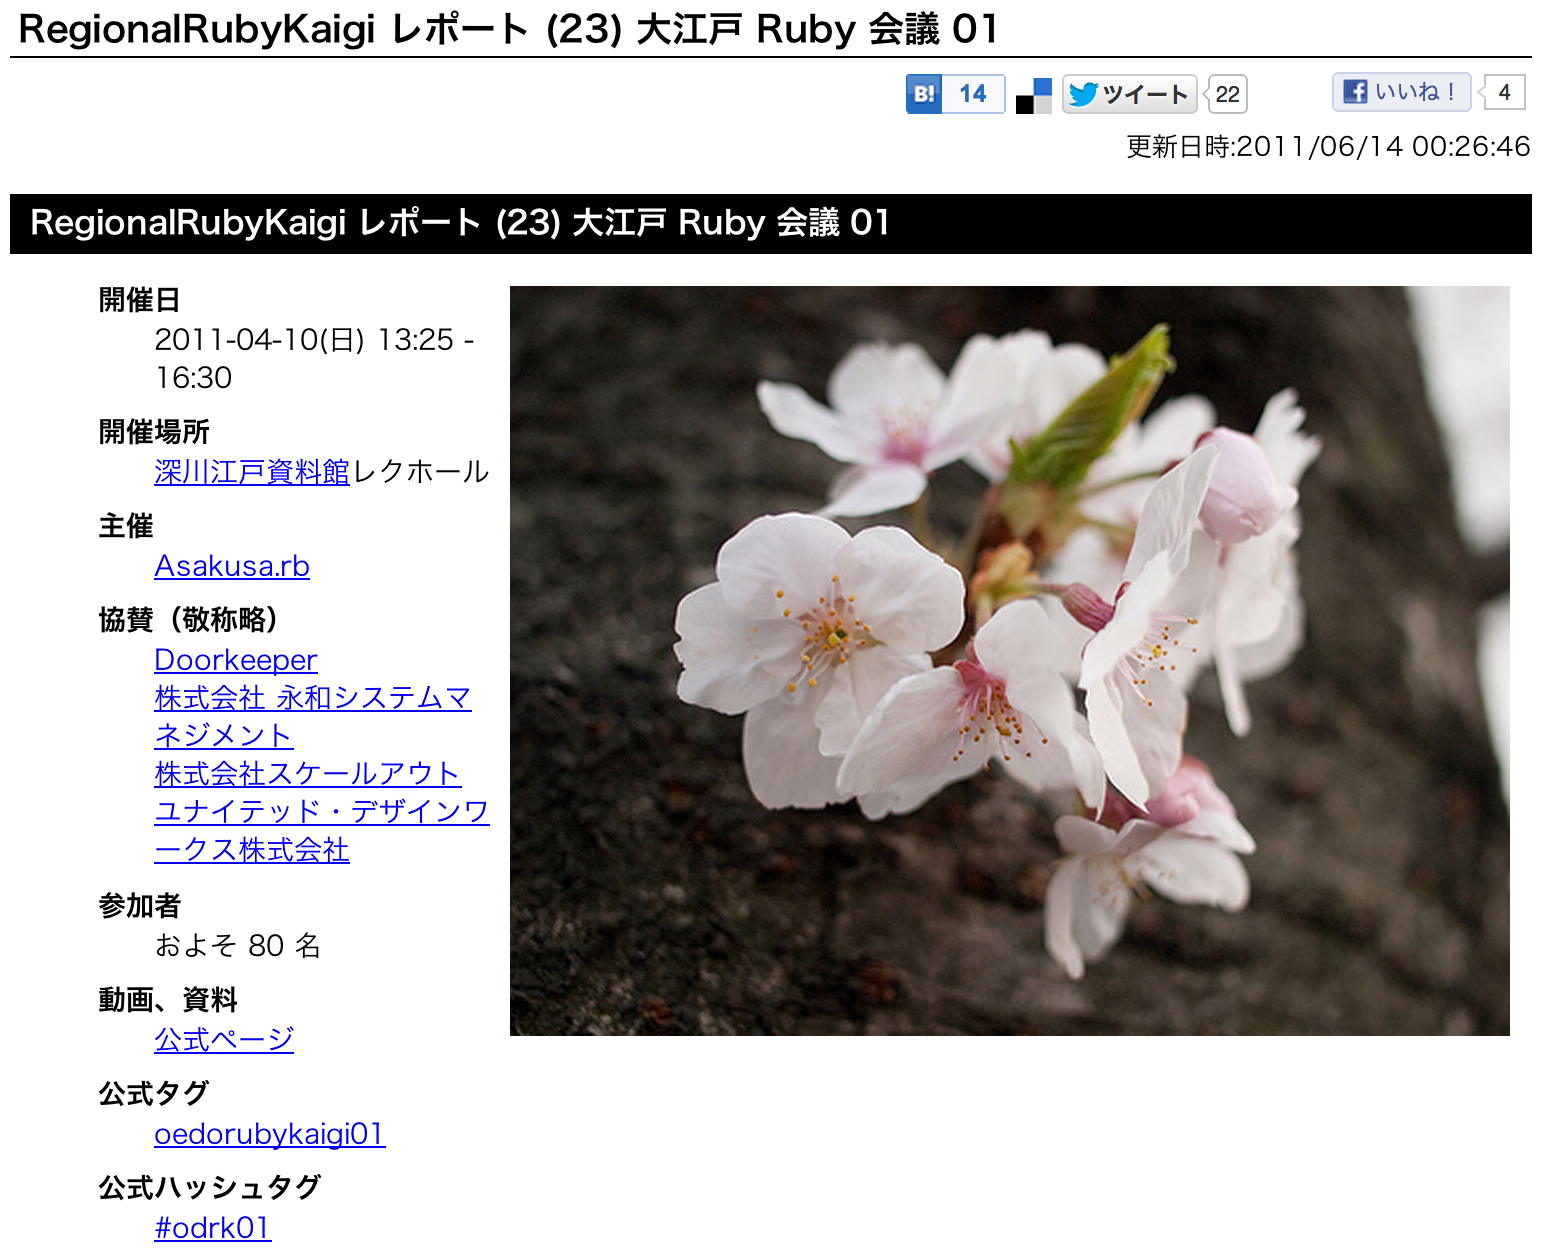 RegionalRubyKaigi レポート (23) 大江戸 Ruby 会議 01
B! 14 ツイート 22 いいね！ 4
更新日時:2011/06/14 00:26:46
RegionalRubyKaigi レポート (23) 大江戸 Ruby 会議 01
開催日
2011-04-10(日) 13:25 -
16:30
開催場所
深川江戸資料館レクホール
主催
Asakusa.rb
協賛（敬称略）
Doorkeeper
株式会社 永和システムマ
ネジメント
株式会社スケールアウト
ユナイテッド・デザインワ
ークス株式会社
参加者
およそ 80 名
動画、資料
公式ページ
公式タグ
oedorubykaigi01
公式ハッシュタグ
#odrk01